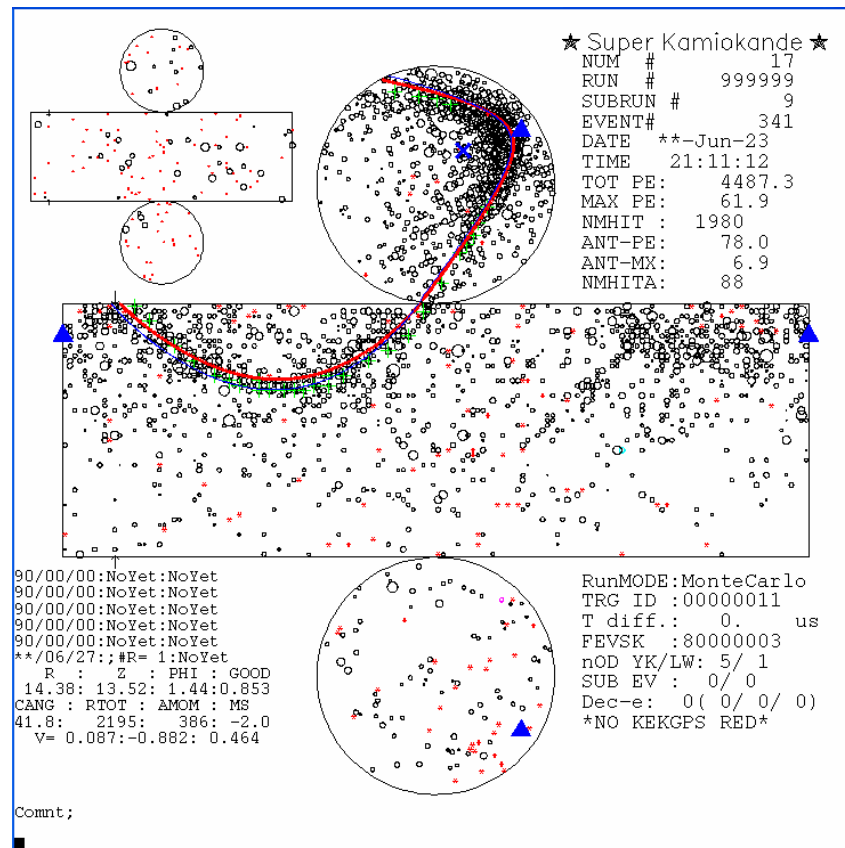 ★ Super Kamiokande ★
NUM # 17
RUN # 999999
SUBRUN # 9
EVENT# 341
DATE **-Jun-23
TIME 21:11:12
TOT PE: 4487.3
MAX PE: 61.9
NMHIT : 1980
ANT-PE: 78.0
ANT-MX: 6.9
NMHITA: 88
90/00/00:NoYet:NoYet
90/00/00:NoYet:NoYet
90/00/00:NoYet:NoYet
90/00/00:NoYet:NoYet
90/00/00:NoYet:NoYet
**/06/27:;#R= 1:NoYet
R : Z : PHI : GOOD
14.38: 13.52: 1.44:0.853
CANG : RTOT : AMOM : MS
41.8: 2195: 386: -2.0
V= 0.087:-0.882: 0.464
RunMODE:MonteCarlo
TRG ID :00000011
T diff.: 0. us
FEVSK :80000003
nOD YK/LW: 5/ 1
SUB EV : 0/ 0
Dec-e: 0( 0/ 0/ 0)
*NO KEKGPS RED*
Comnt;